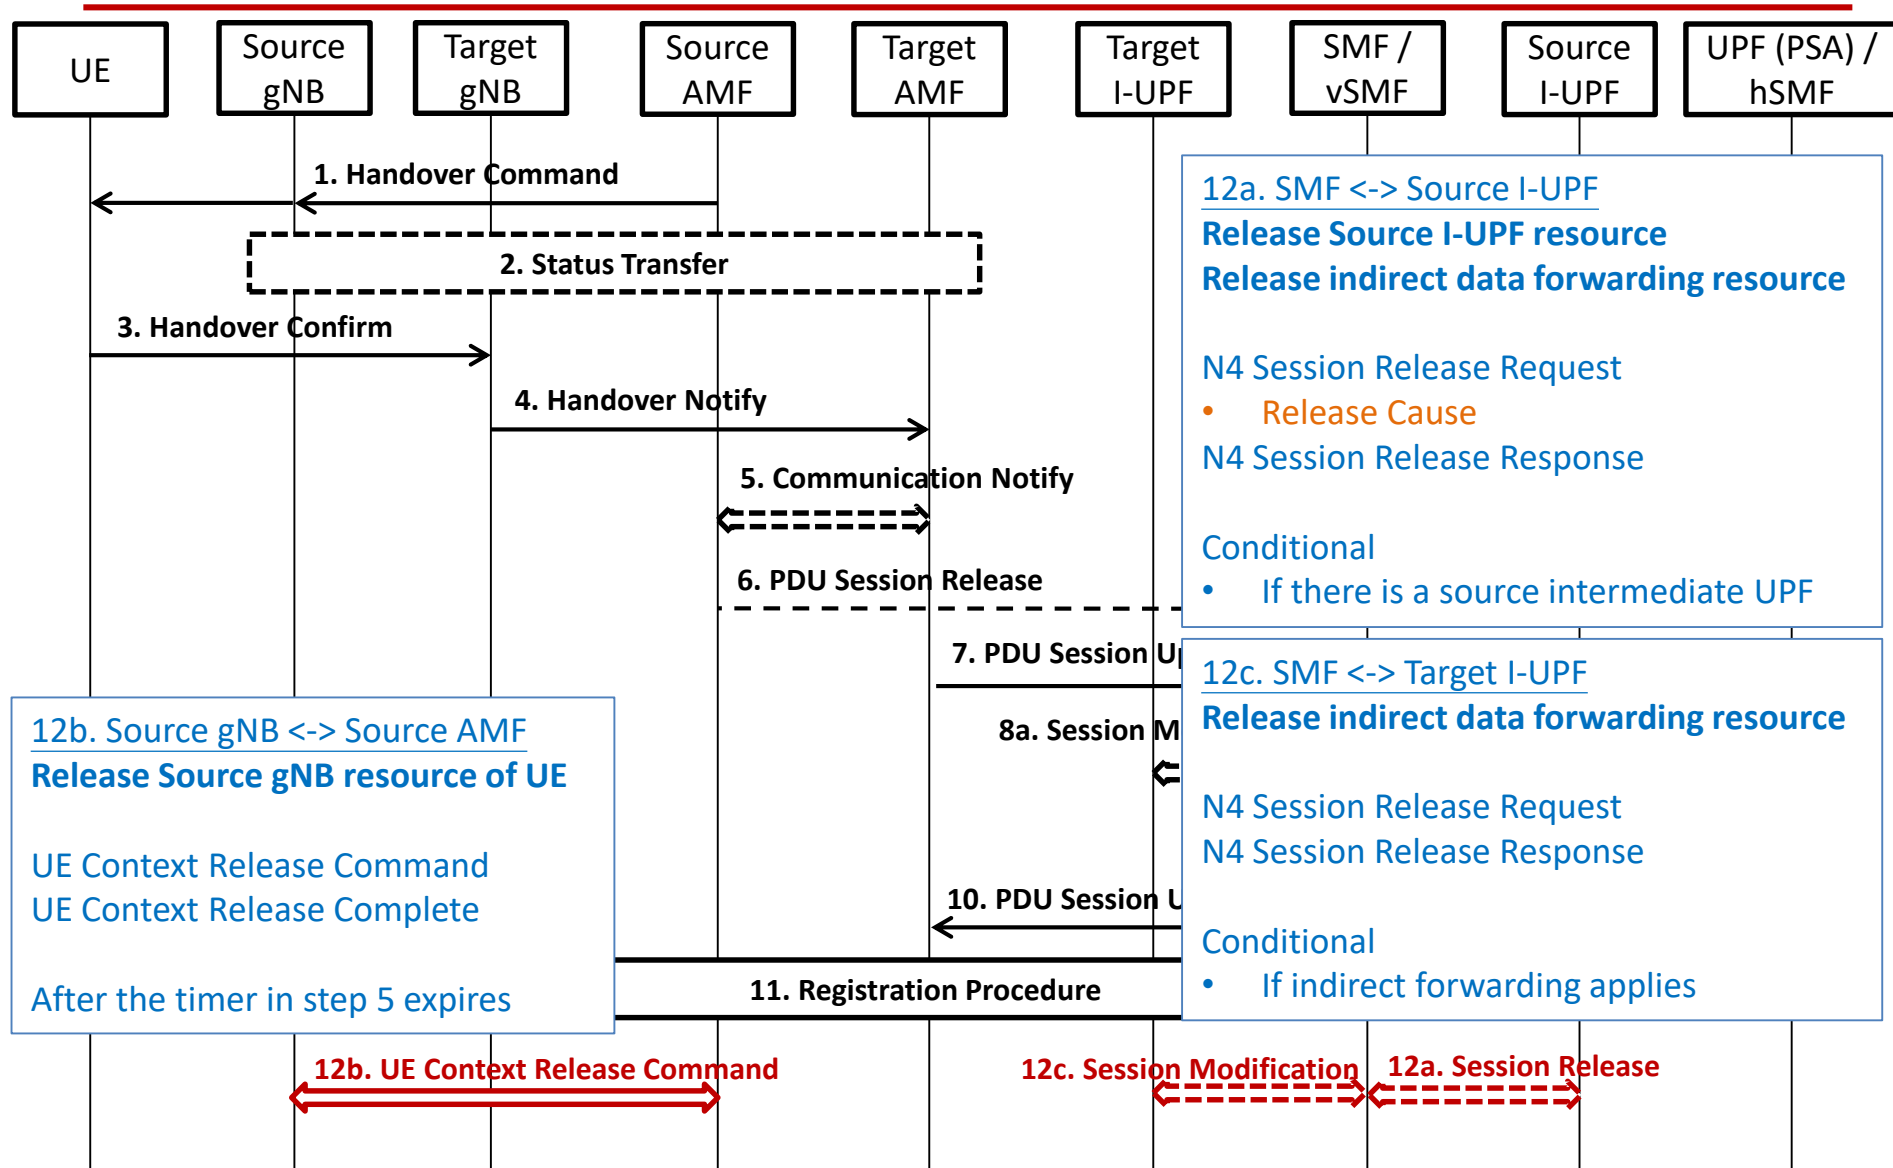 UE
Source
gNB
Target
gNB
Source
AMF
Target
AMF
Target
I-UPF
SMF /
vSMF
Source
I-UPF
UPF (PSA) /
hSMF
1. Handover Command
2. Status Transfer
3. Handover Confirm
4. Handover Notify
5. Communication Notify
6. PDU Session Release
7. PDU Session Up
8a. Session M
10. PDU Session U
11. Registration Procedure
12a. SMF <-> Source I-UPF
Release Source I-UPF resource
Release indirect data forwarding resource
N4 Session Release Request
• Release Cause
N4 Session Release Response
Conditional
• If there is a source intermediate UPF
12c. SMF <-> Target I-UPF
Release indirect data forwarding resource
N4 Session Release Request
N4 Session Release Response
Conditional
• If indirect forwarding applies
12b. Source gNB <-> Source AMF
Release Source gNB resource of UE
UE Context Release Command
UE Context Release Complete
After the timer in step 5 expires
12b. UE Context Release Command
12c. Session Modification
12a. Session Release